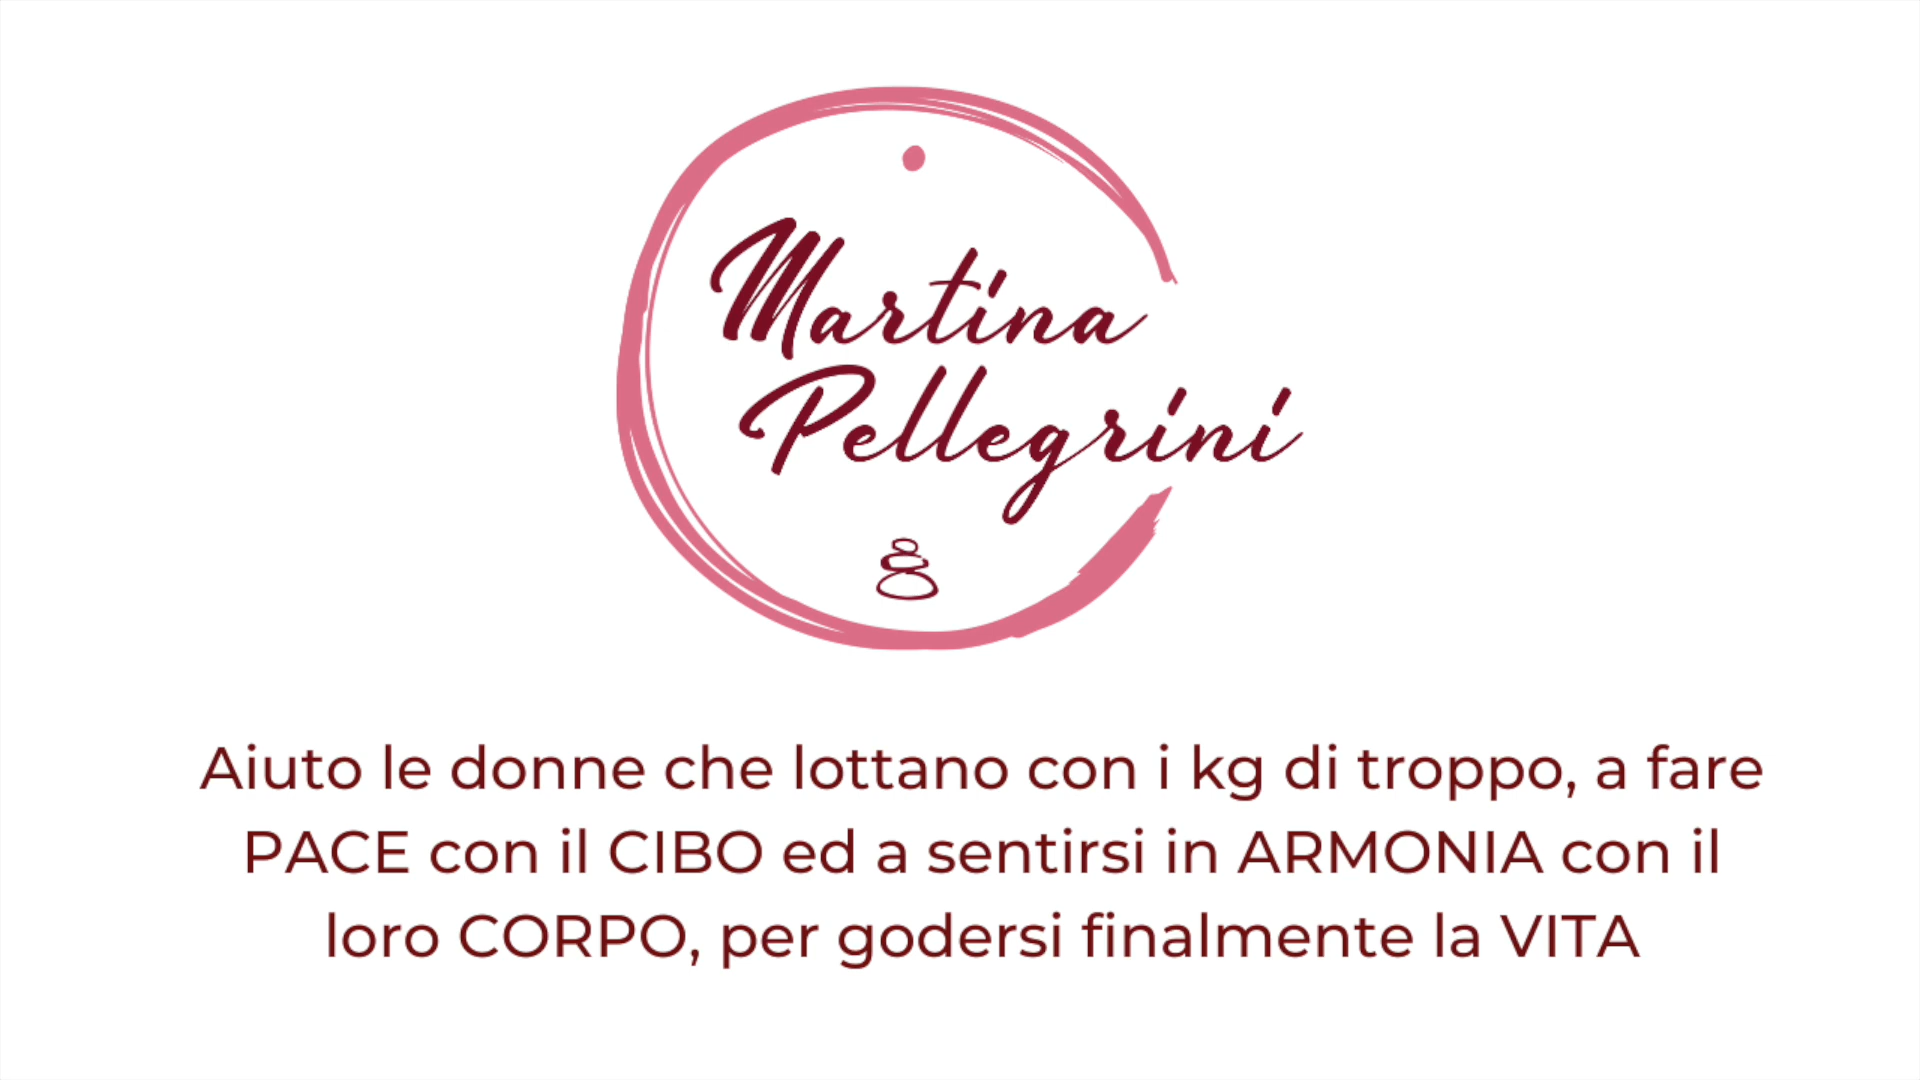 Martina
Pellegrini
Aiuto le donne che lottano con i kg di troppo, a fare
PACE con il CIBO ed a sentirsi in ARMONIA con il
loro CORPO, per godersi finalmente la VITA